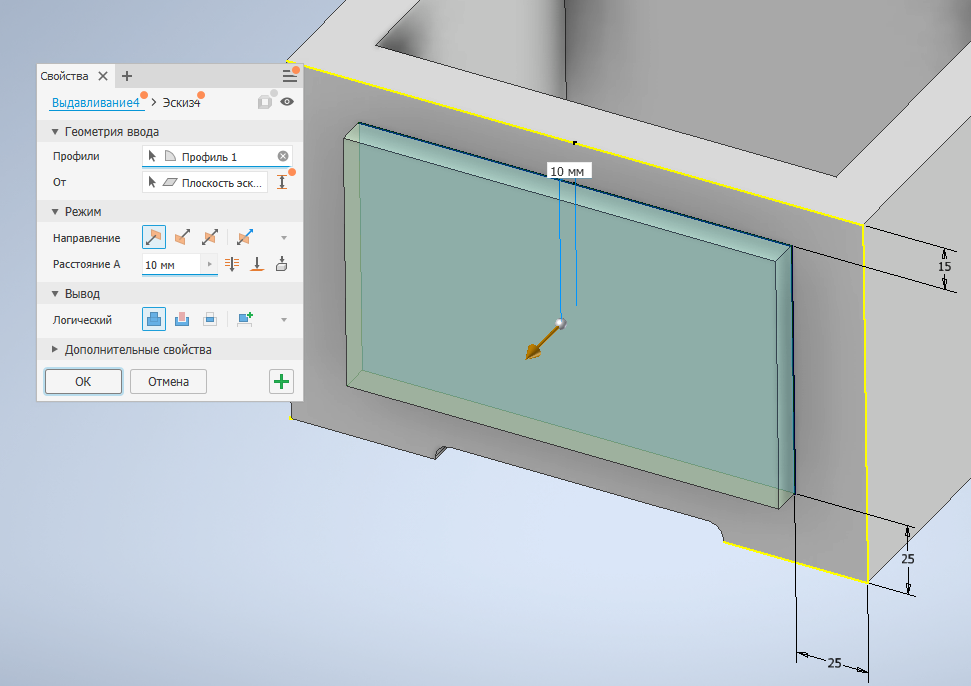 Свойства
Выдавливание4 > Эскиз4
Геометрия ввода
Профили
Профиль 1
От
Плоскость эск...
Режим
Направление
Расстояние А
10 мм
Вывод
Логический
Дополнительные свойства
ОК
Отмена
10 мм
15
25
25